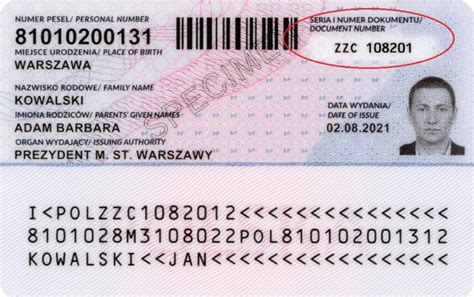 NR PESEL/ PERSONAL NUMBER
81010200131
MIEJSCE URODZENIA/ PLACE OF BIRTH
WARSZAWA
NAZWISKO RODOWE/ FAMILY NAME
KOWALSKI
IMIONA RODZICÓW/ PARENTS' GIVEN NAMES
ADAM BARBARA
ORGAN WYDAJĄCY/ ISSUING AUTHORITY
PREZYDENT M. ST. WARSZAWY
SPECIMEN
SERIA I NUMER DOKUMENTU/
DOCUMENT NUMBER
ZZC 108201
DATA WYDANIA/
DATE OF ISSUE
02.08.2021
I<POLZZC1082012<<<<<<<<<<<<<<<
8101028M3108022POL810102001312
KOWALSKI<<JAN<<<<<<<<<<<<<<<<<